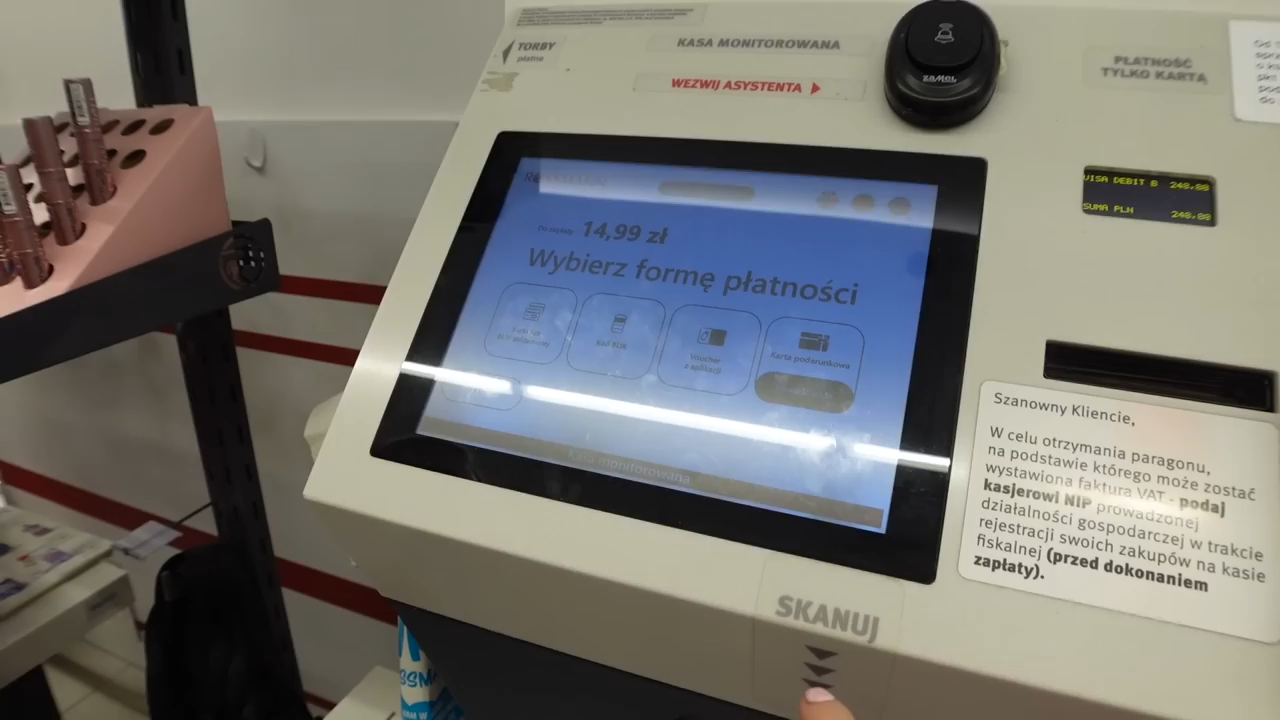 TORBY
płatne
KASA MONITOROWANA
WEZWIJ ASYSTENTA
zamel
PŁATNOŚĆ
TYLKO KARTĄ
VISA DEBIT B 248,88
SUMA PLN 248,88
Do zapłaty 14,99 zł
Wybierz formę płatności
Kod BLIK
Voucher
z aplikacji
Karta podarunkowa
Kasa monitorowana
Szanowny Kliencie,
W celu otrzymania paragonu,
na podstawie którego może zostać
wystawiona faktura VAT - podaj
kasjerowi NIP prowadzonej
działalności gospodarczej w trakcie
rejestracji swoich zakupów na kasie
fiskalnej (przed dokonaniem
zapłaty).
SKANUJ